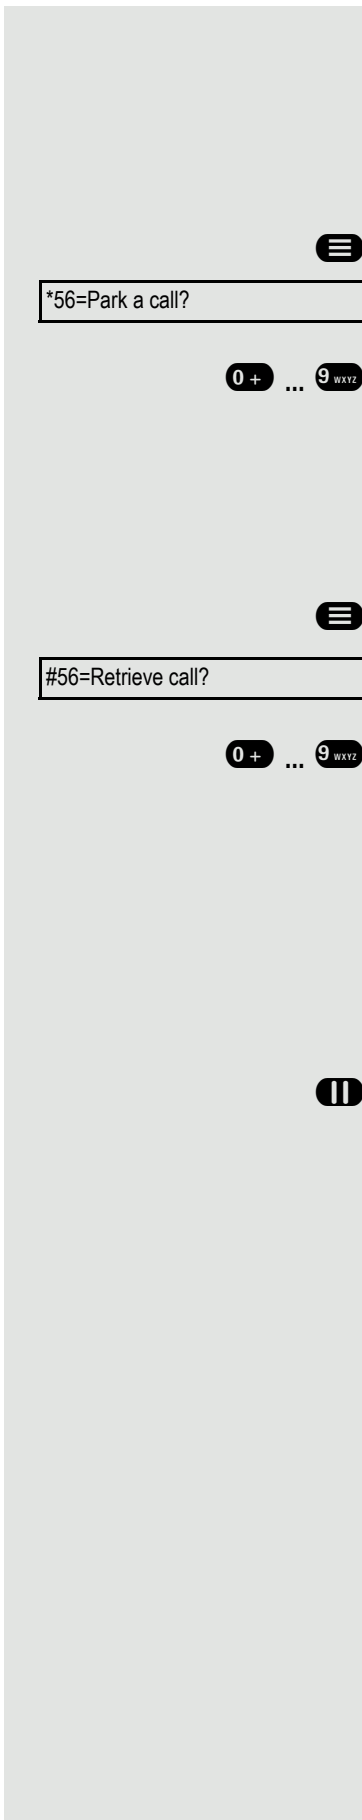 *56=Park a call?
0 + ... 9 WXYZ
#56=Retrieve call?
0 + ... 9 WXYZ